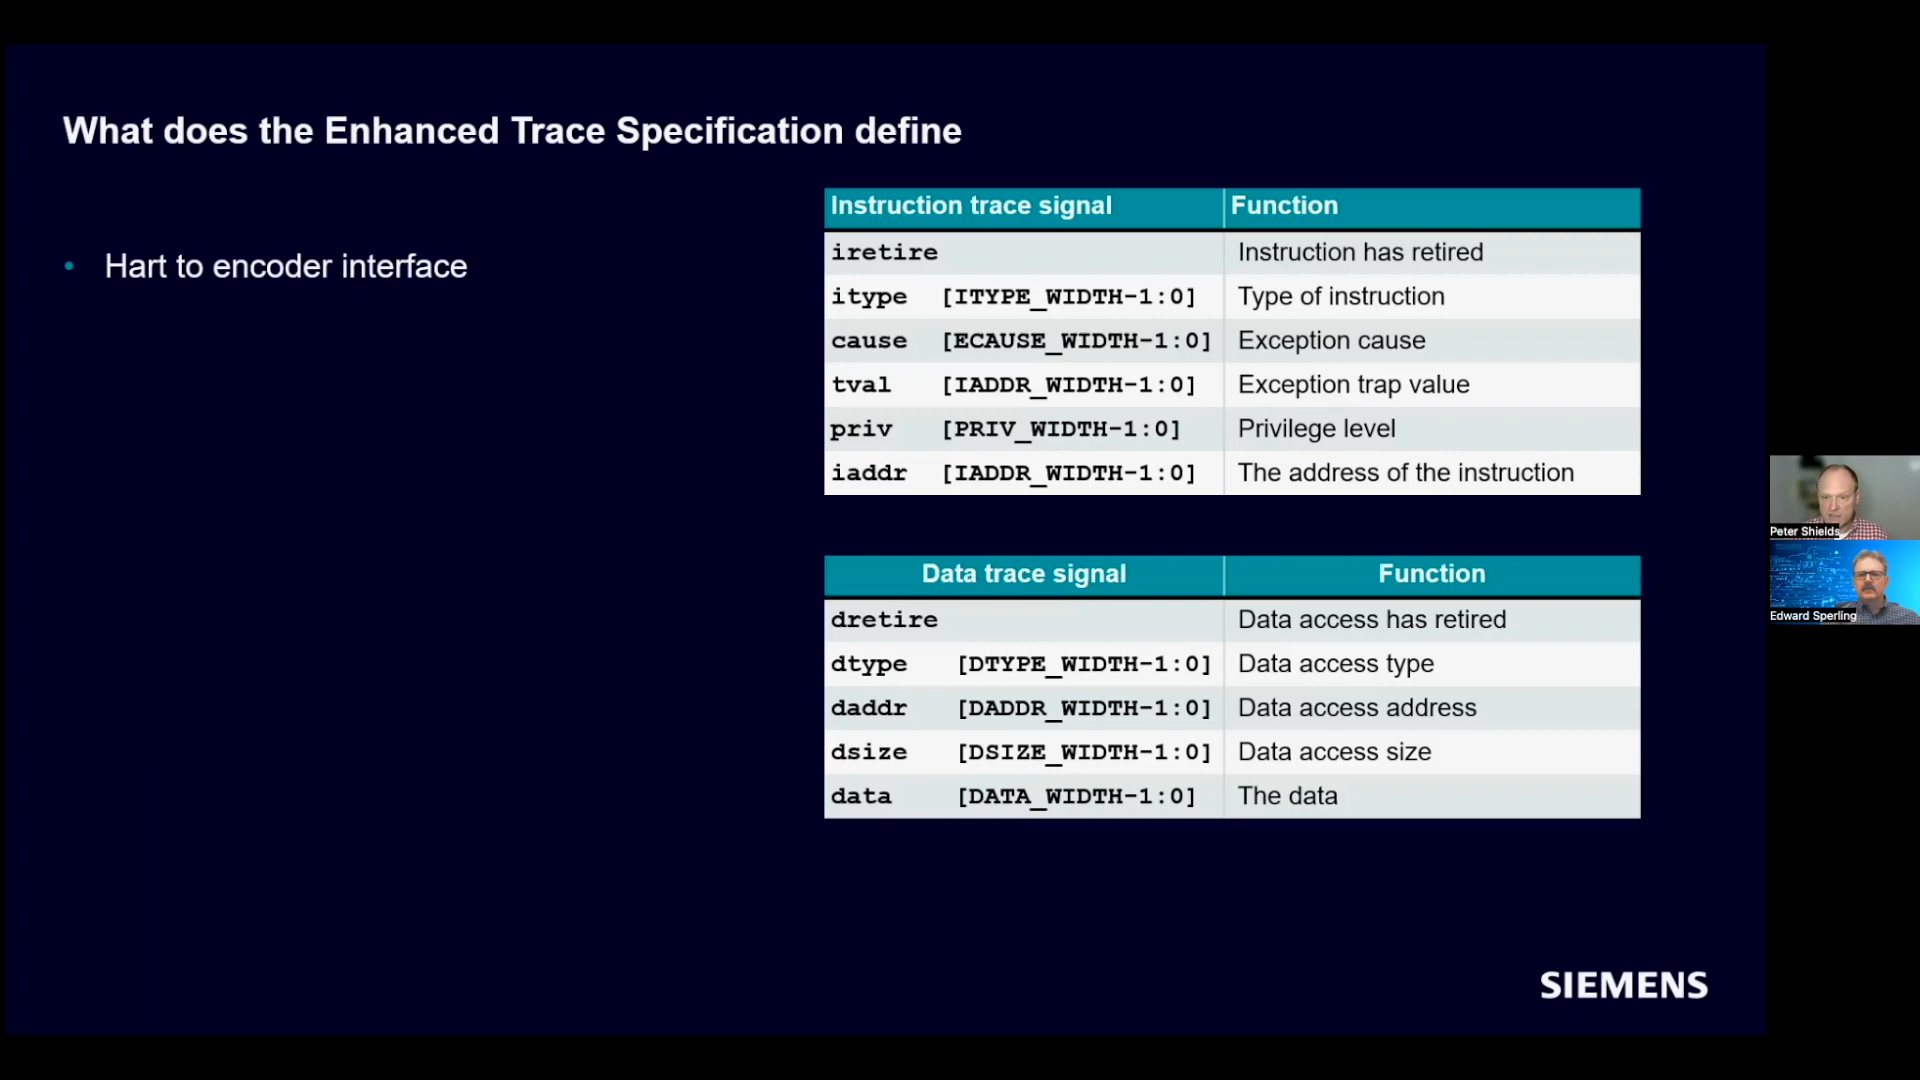 What does the Enhanced Trace Specification define
• Hart to encoder interface
Instruction trace signal Function
iretire Instruction has retired
itype [ITYPE_WIDTH-1:0] Type of instruction
cause [ECAUSE_WIDTH-1:0] Exception cause
tval [IADDR_WIDTH-1:0] Exception trap value
priv [PRIV_WIDTH-1:0] Privilege level
iaddr [IADDR_WIDTH-1:0] The address of the instruction
Data trace signal Function
dretire Data access has retired
dtype [DTYPE_WIDTH-1:0] Data access type
daddr [DADDR_WIDTH-1:0] Data access address
dsize [DSIZE_WIDTH-1:0] Data access size
data [DATA_WIDTH-1:0] The data
Peter Shields
Edward Sperling
SIEMENS